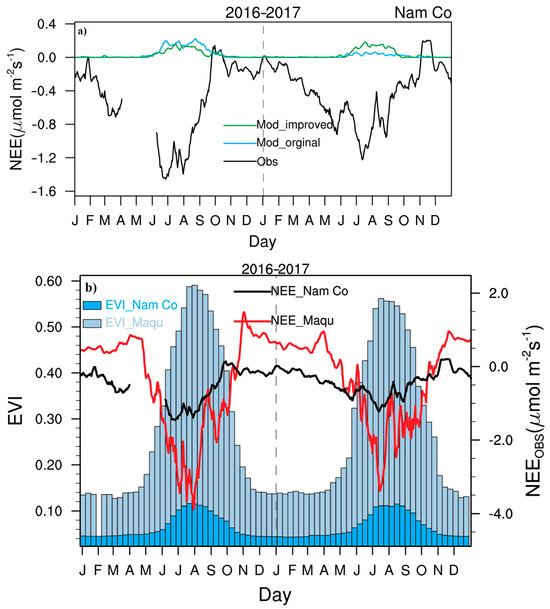 2016-2017
Nam Co
a)
0.4
0.0
-0.4
-0.8
-1.2
-1.6
NEE(μmol m⁻²s⁻¹)
Mod_improved
Mod_orginal
Obs
J F M A M J J A S O N D J F M A M J J A S O N D
Day
2016-2017
b)
EVI_Nam Co
EVI_Maqu
NEE_Nam Co
NEE_Maqu
0.60
0.50
0.40
0.30
0.20
0.10
EVI
2.0
0.0
-2.0
-4.0
NEE_OBS(μmol m⁻²s⁻¹)
J F M A M J J A S O N D J F M A M J J A S O N D
Day